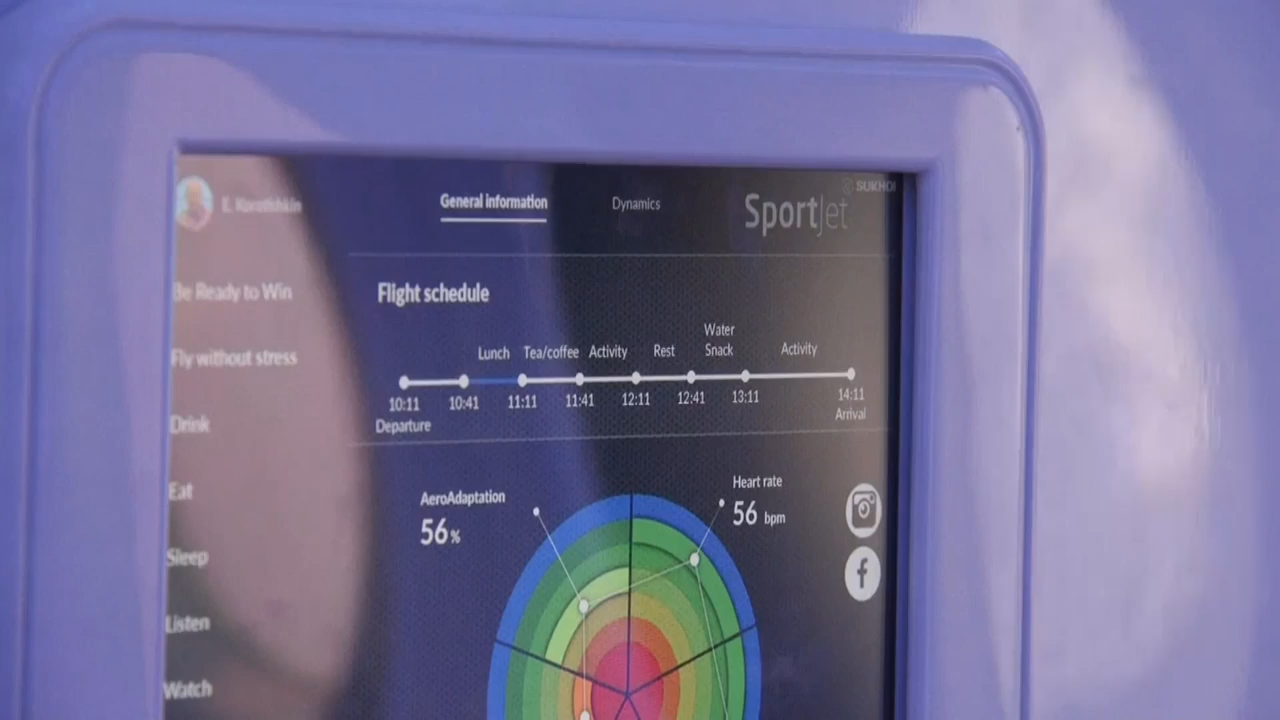 General information
Dynamics
SportJet
SUKHOI
Be Ready to Win
Fly without stress
Drink
Eat
Sleep
Listen
Watch
Flight schedule
Lunch
Tea/coffee
Activity
Rest
Water
Snack
Activity
10:11
10:41
11:11
11:41
12:11
12:41
13:11
14:11
Departure
Arrival
AeroAdaptation
56 %
Heart rate
56 bpm